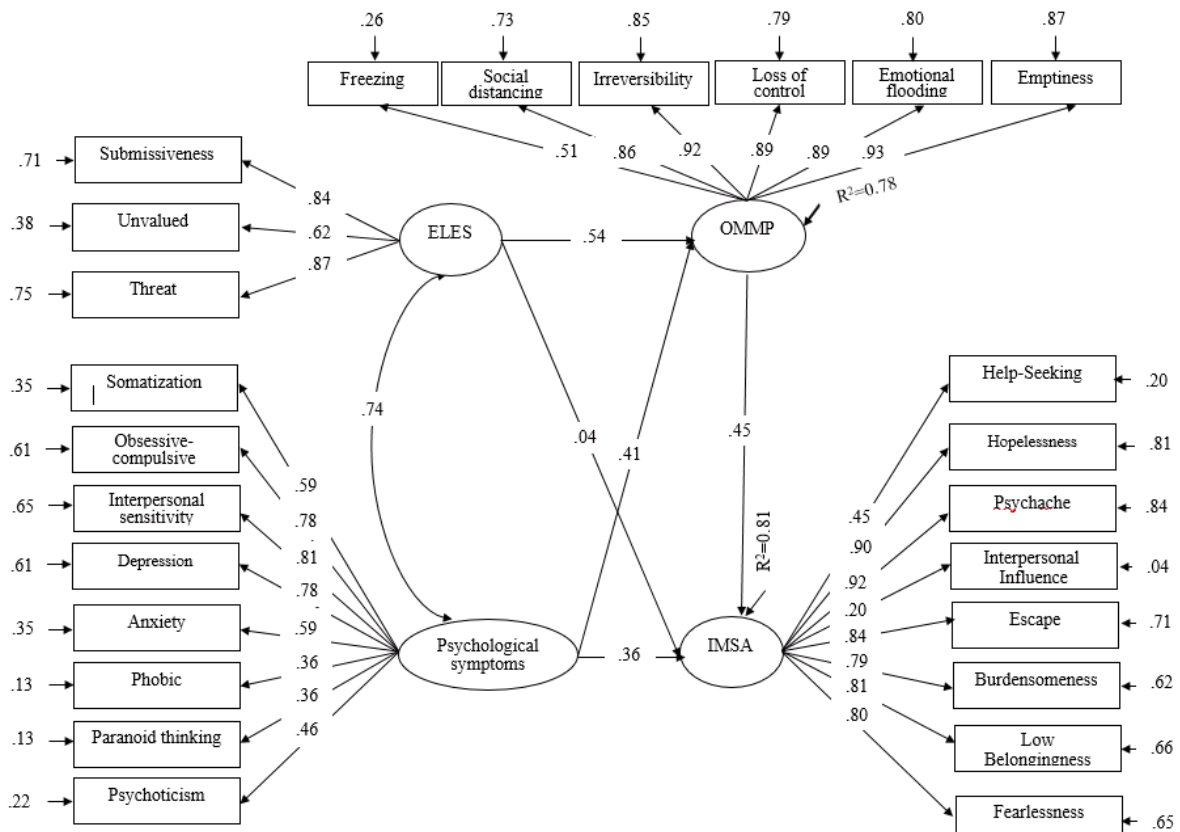 .26
.73
.85
.79
.80
.87
Freezing
Social
distancing
Irreversibility
Loss of
control
Emotional
flooding
Emptiness
.51
.86
.92
.89
.89
.93
R²=0.78
.71
Submissiveness
.84
.38
Unvalued
.62
.75
Threat
.87
ELES
.54
OMMP
.74
.04
.41
.45
R²=0.81
.35
Somatization
.59
.61
Obsessive-
compulsive
.78
.65
Interpersonal
sensitivity
.81
.61
Depression
.78
.35
Anxiety
.59
.13
Phobic
.36
.13
Paranoid thinking
.36
.22
Psychoticism
.46
Psychological
symptoms
.36
IMSA
Help-Seeking
.20
.45
Hopelessness
.81
.90
Psychache
.84
.92
Interpersonal
Influence
.04
.20
Escape
.71
.84
Burdensomeness
.62
.79
Low
Belongingness
.66
.81
Fearlessness
.65
.80